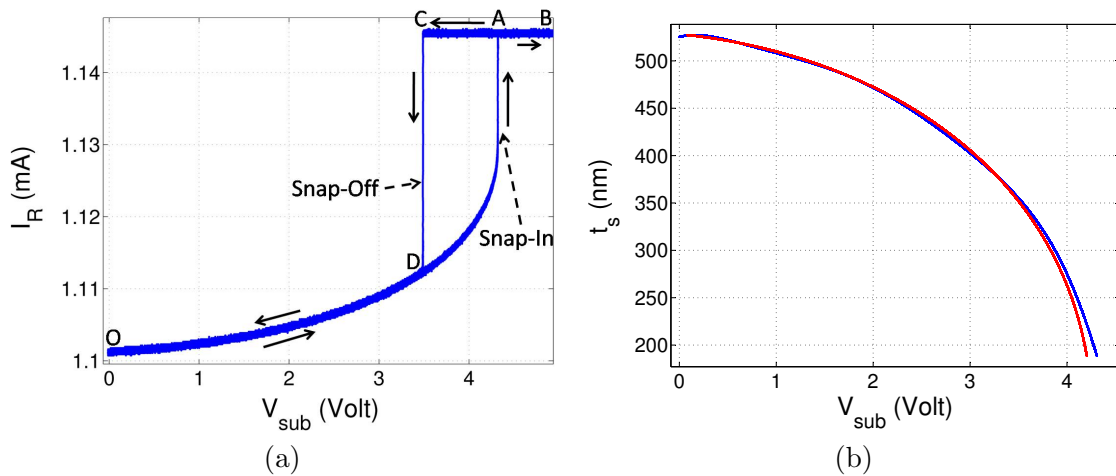 C A B
1.14
1.13
1.12
1.11
1.1
I_R (mA)
Snap-Off
Snap-In
D
O
0 1 2 3 4
V_sub (Volt)
(a)
500
450
400
350
300
250
200
t_s (nm)
0 1 2 3 4
V_sub (Volt)
(b)